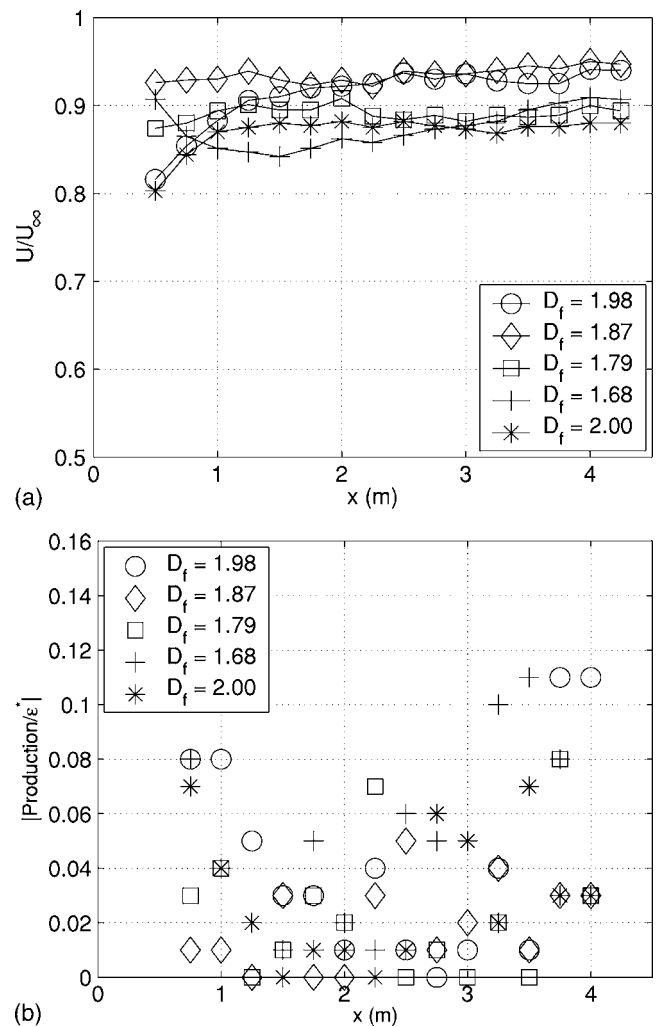 1
0.9
0.8
0.7
0.6
0.5
U/U∞
D_f = 1.98
D_f = 1.87
D_f = 1.79
D_f = 1.68
D_f = 2.00
0 1 2 3 4
(a)
x (m)
0.16
0.14
0.12
0.1
0.08
0.06
0.04
0.02
0
|Production/ε*|
D_f = 1.98
D_f = 1.87
D_f = 1.79
D_f = 1.68
D_f = 2.00
0 1 2 3 4
(b)
x (m)